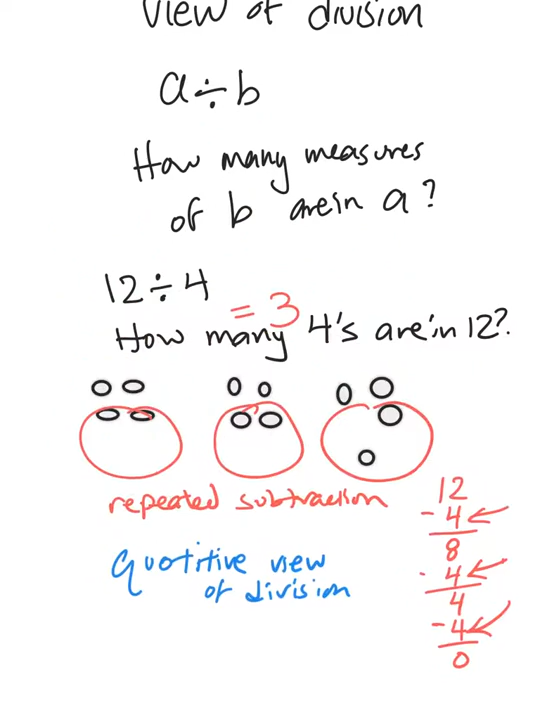 view of division
a÷b
How many measures
of b are in a?
12÷4
= 3
How many 4's are in 12?
repeated subtraction
quotitive view
of division
12
- 4
8
- 4
4
- 4
0